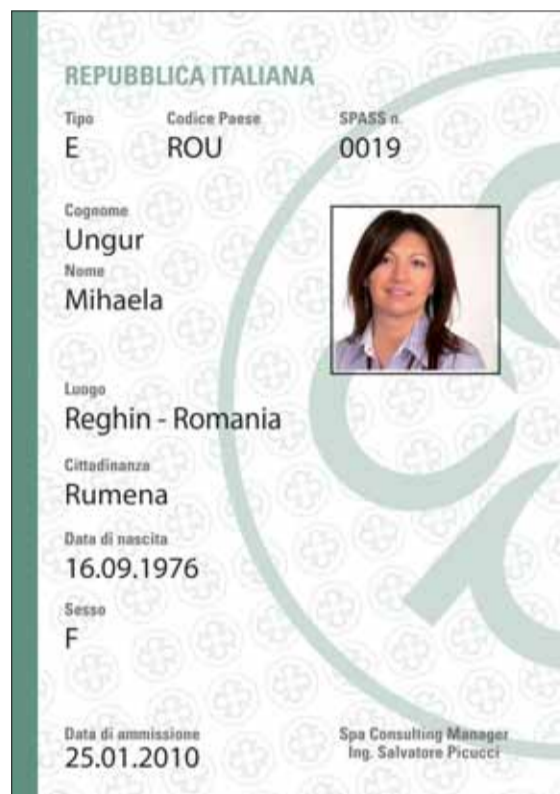 REPUBBLICA ITALIANA
Tipo Codice Paese SPASS n.
E ROU 0019
Cognome
Ungur
Nome
Mihaela
Luogo
Reghin - Romania
Cittadinanza
Rumena
Data di nascita
16.09.1976
Sesso
F
Data di ammissione Spa Consulting Manager
25.01.2010 Ing. Salvatore Picucci